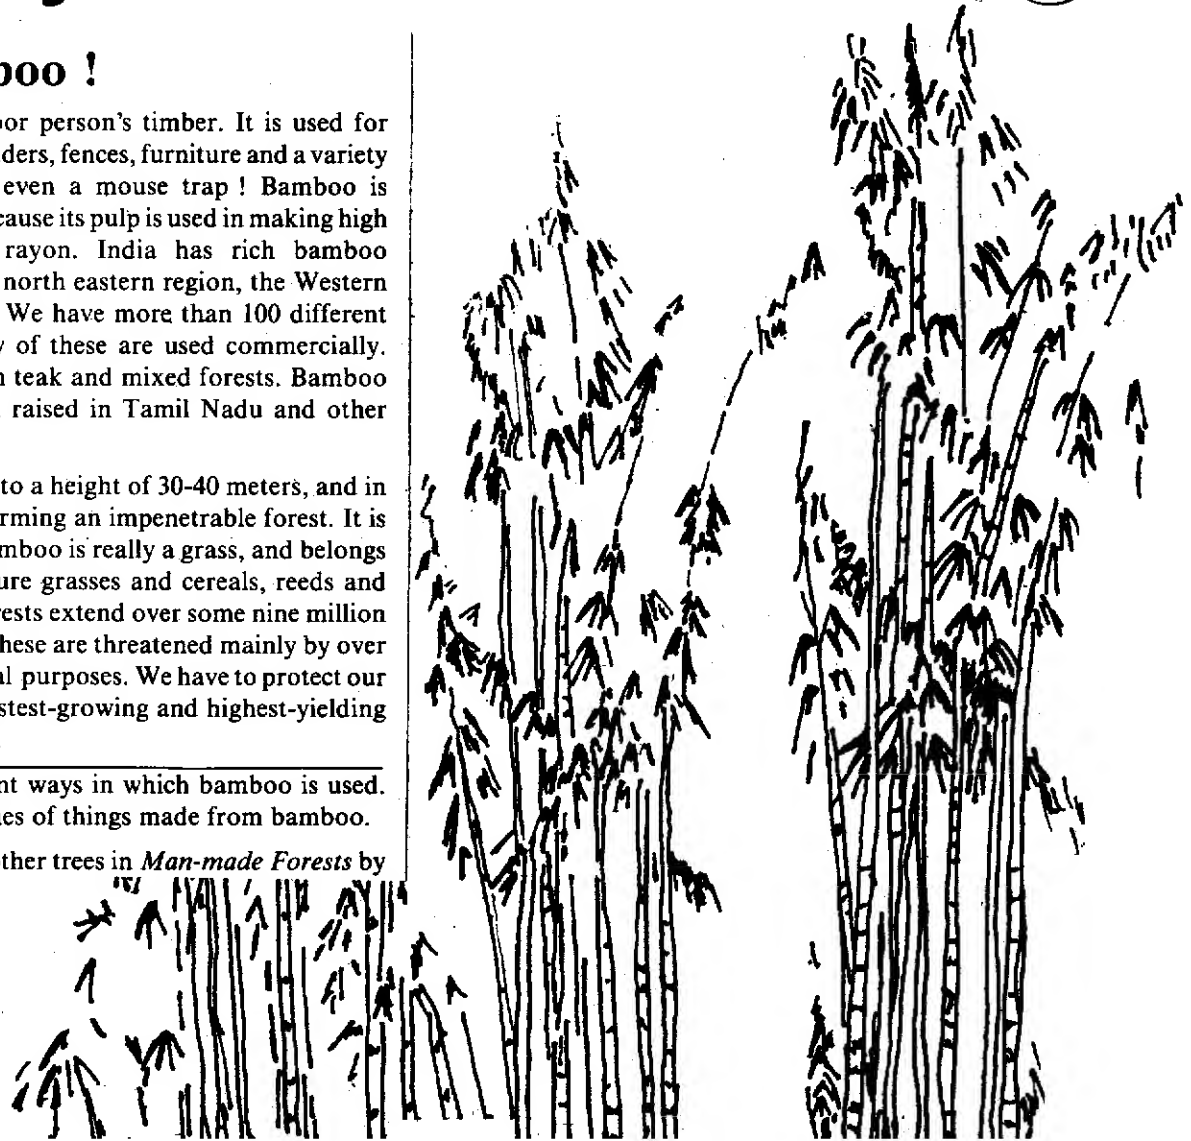 boo !
oor person's timber. It is used for
ders, fences, furniture and a variety
even a mouse trap ! Bamboo is
cause its pulp is used in making high
rayon. India has rich bamboo
north eastern region, the Western
We have more than 100 different
y of these are used commercially.
n teak and mixed forests. Bamboo
raised in Tamil Nadu and other
to a height of 30-40 meters, and in
rming an impenetrable forest. It is
mboo is really a grass, and belongs
ure grasses and cereals, reeds and
rests extend over some nine million
hese are threatened mainly by over
al purposes. We have to protect our
stest-growing and highest-yielding
nt ways in which bamboo is used.
es of things made from bamboo.
ther trees in Man-made Forests by